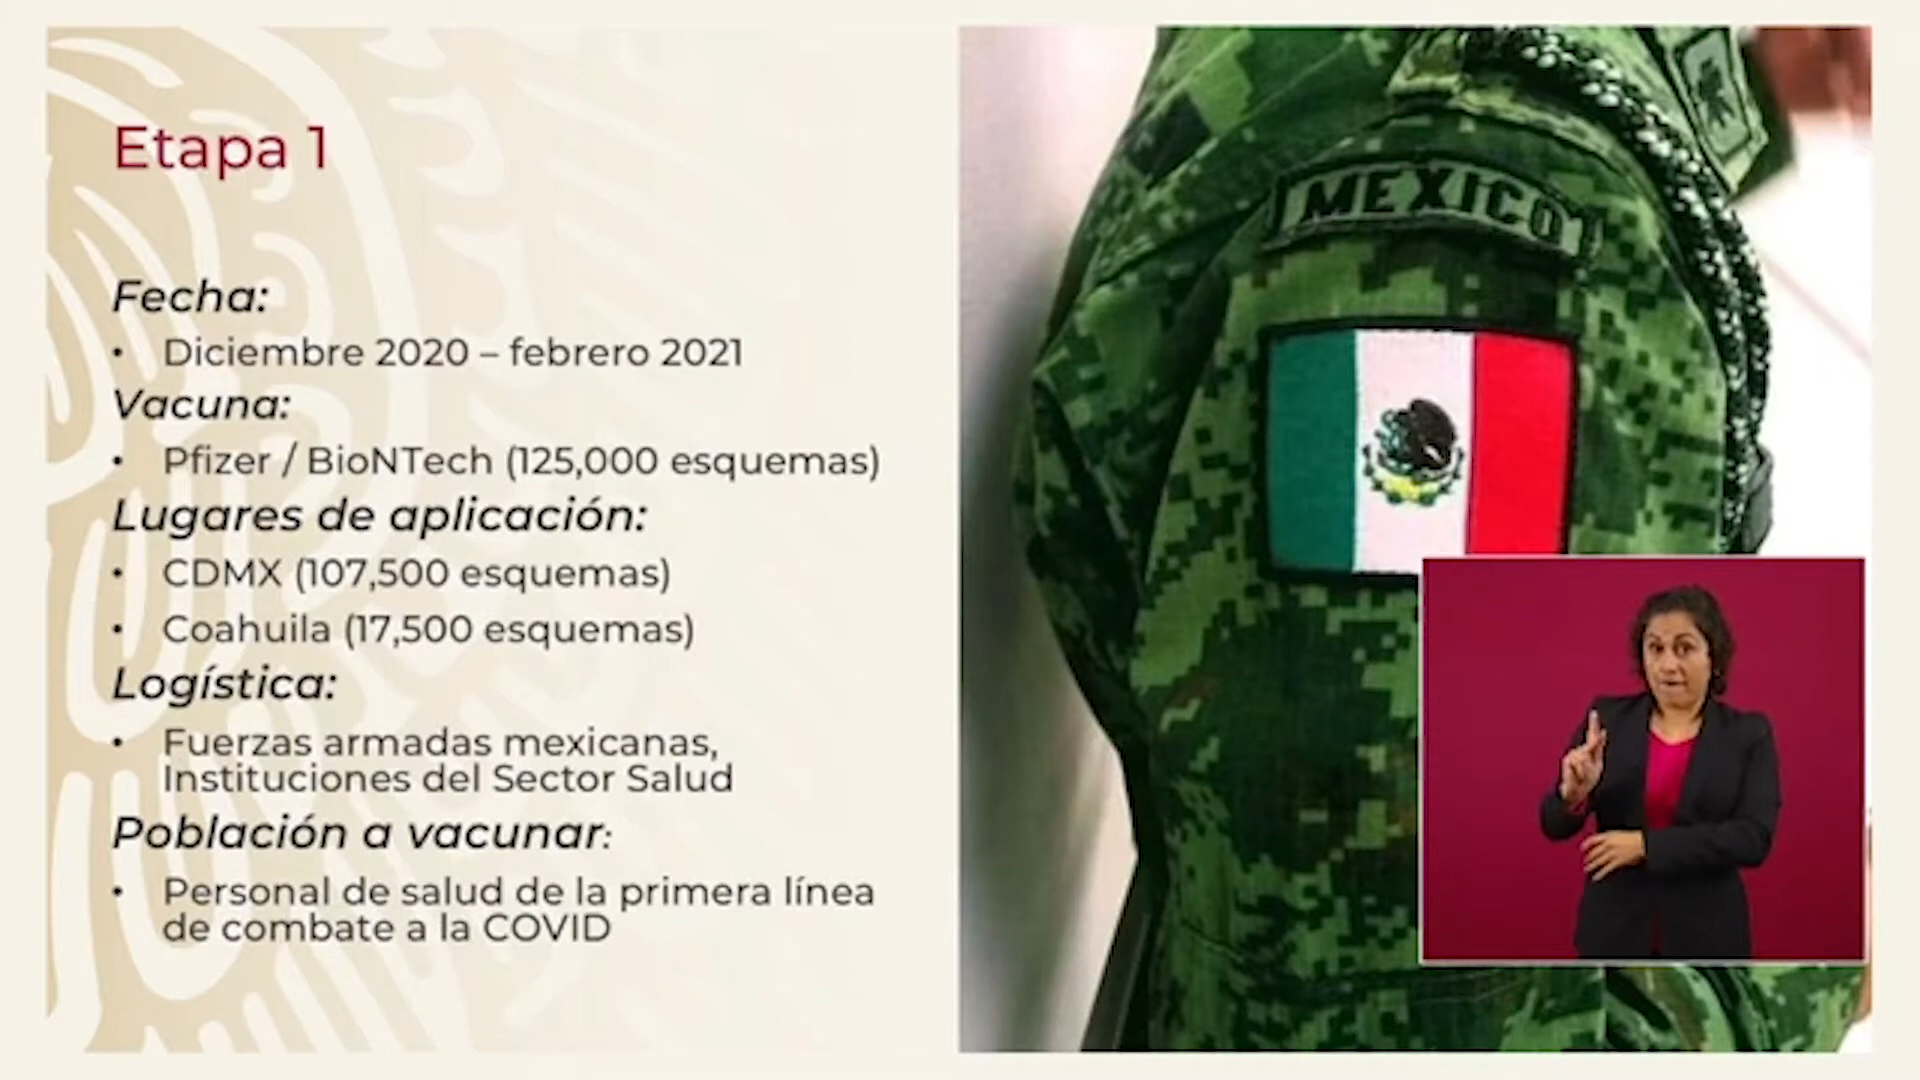 Etapa 1
Fecha:
• Diciembre 2020 – febrero 2021
Vacuna:
• Pfizer / BioNTech (125,000 esquemas)
Lugares de aplicación:
• CDMX (107,500 esquemas)
• Coahuila (17,500 esquemas)
Logística:
• Fuerzas armadas mexicanas,
Instituciones del Sector Salud
Población a vacunar:
• Personal de salud de la primera línea
de combate a la COVID
MEXICO